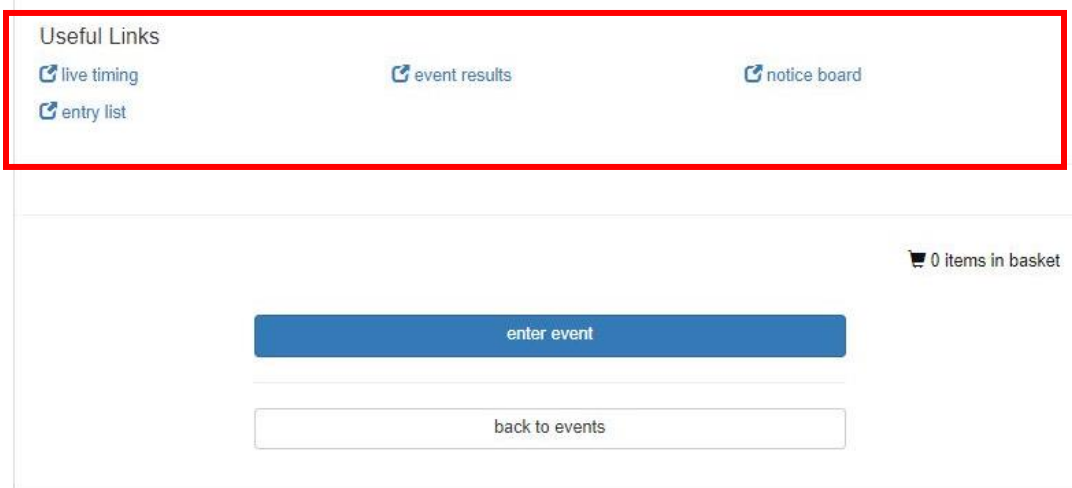 Useful Links
live timing event results notice board
entry list
0 items in basket
enter event
back to events